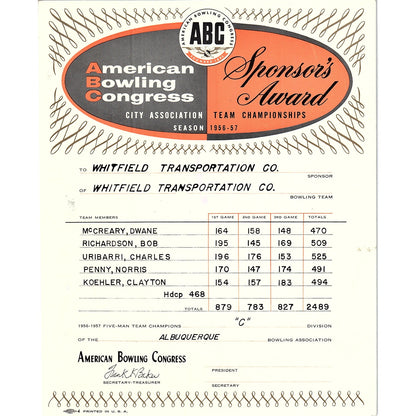 AMERICAN BOWLING CONGRESS
ABC
American Bowling Congress
Sponsor's Award
CITY ASSOCIATION TEAM CHAMPIONSHIPS
SEASON 1956-57
TO WHITFIELD TRANSPORTATION CO.
SPONSOR
OF WHITFIELD TRANSPORTATION CO.
BOWLING TEAM
TEAM MEMBERS 1ST GAME 2ND GAME 3RD GAME TOTALS
McCREARY, DWANE 164 158 148 470
RICHARDSON, BOB 195 145 169 509
URIBARRI, CHARLES 196 176 153 525
PENNY, NORRIS 170 147 174 491
KOEHLER, CLAYTON 154 157 183 494
Hdcp 468
TOTALS 879 783 827 2489
1956-1957 FIVE-MAN TEAM CHAMPIONS "C" DIVISION
OF THE ALBUQUERQUE BOWLING ASSOCIATION
AMERICAN BOWLING CONGRESS
Frank K. Baker
SECRETARY-TREASURER
PRESIDENT
SECRETARY
PRINTED IN U.S.A.